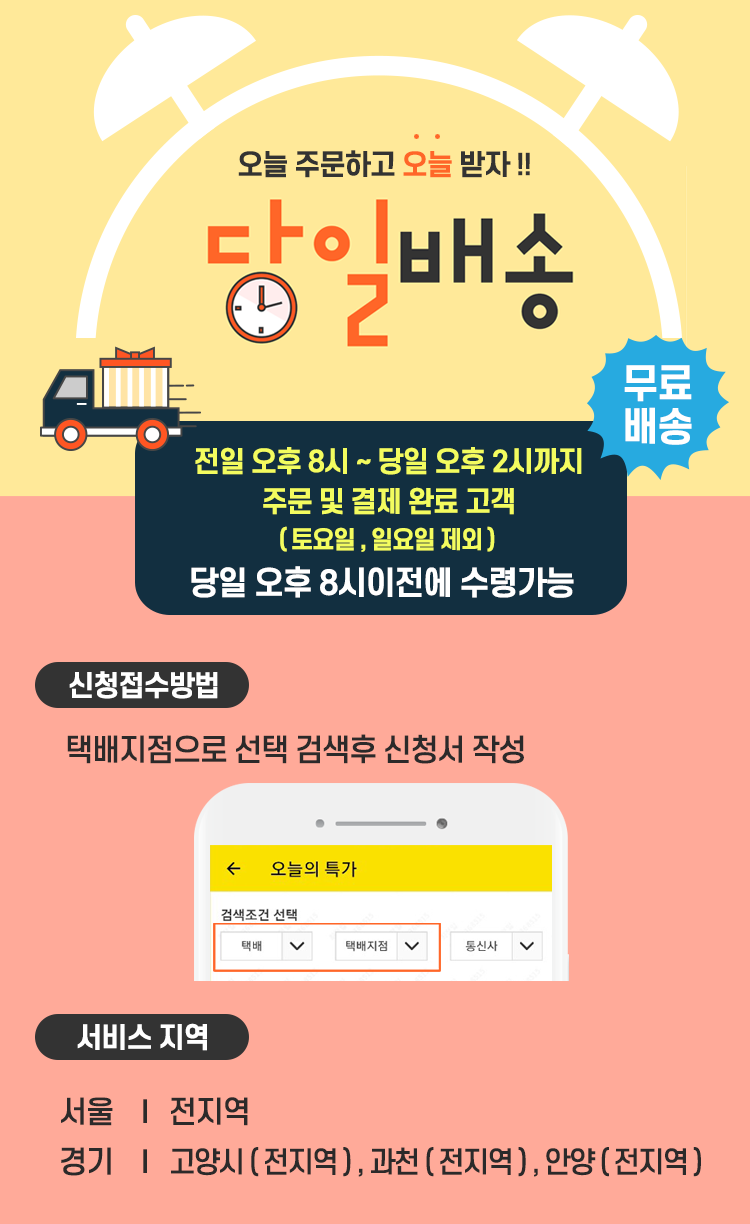 오늘 주문하고 오늘 받자 !!
당일배송
무료
배송
전일 오후 8시 ~ 당일 오후 2시까지
주문 및 결제 완료 고객
( 토요일 , 일요일 제외 )
당일 오후 8시이전에 수령가능
신청접수방법
택배지점으로 선택 검색후 신청서 작성
← 오늘의 특가
검색조건 선택
택배 택배지점 통신사
서비스 지역
서울 | 전지역
경기 | 고양시 ( 전지역 ) , 과천 ( 전지역 ) , 안양 ( 전지역 )